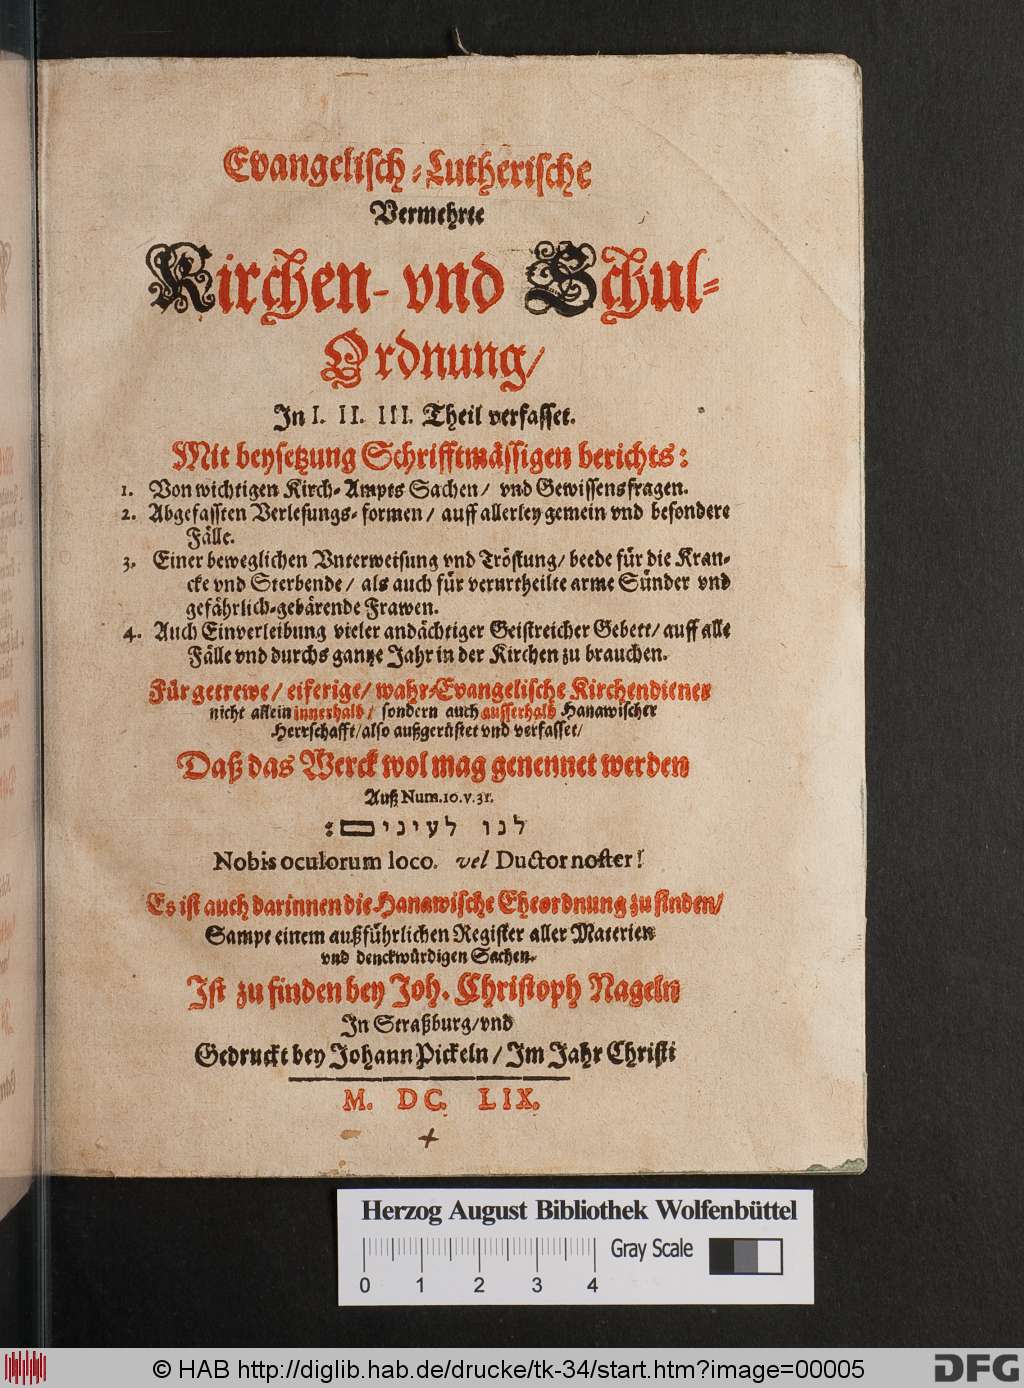 Evangelisch-Lutherische
Vermehrte
Kirchen- vnd Schul-
Ordnung/
In I. II. III. Theil verfasset.
Mit beysetzung Schrifftmässigen berichts:
1. Von wichtigen Kirch-Ampts Sachen/ vnd Gewissensfragen.
2. Abgefassten Verlesungs-formen/ auff allerley gemein vnd besondere
Fälle.
3. Einer beweglichen Vnterweisung vnd Tröstung/ beede für die Kran-
cke vnd Sterbende/ als auch für verurtheilte arme Sünder vnd
gefährlich-gebärende Frawen.
4. Auch Einverleibung vieler andächtiger Geistreicher Gebett/ auff alle
Fälle vnd durchs gantze Jahr in der Kirchen zu brauchen.
Für getrewe/ eiferige/ wahr-Evangelische Kirchendiener
nicht allein innerhalb/ sondern auch ausserhalb Hanawischer
Herrschafft/ also außgerüstet vnd verfasset/
Daß das Werck wol mag genennet werden
Auß Num. 10. v. 31.
לנו לעינים:
Nobis oculorum loco. vel Ductor noster!
Es ist auch darinnen die Hanawische Eheordnung zu finden/
Sampt einem außführlichen Register aller Materien
vnd denckwürdigen Sachen.
Ist zu finden bey Joh. Christoph Nageln
In Straßburg/ vnd
Gedruckt bey Johann Pickeln/ Im Jahr Christi
M. DC. LIX.
Herzog August Bibliothek Wolfenbüttel
Gray Scale
0 1 2 3 4
© HAB http://diglib.hab.de/drucke/tk-34/start.htm?image=00005
DFG